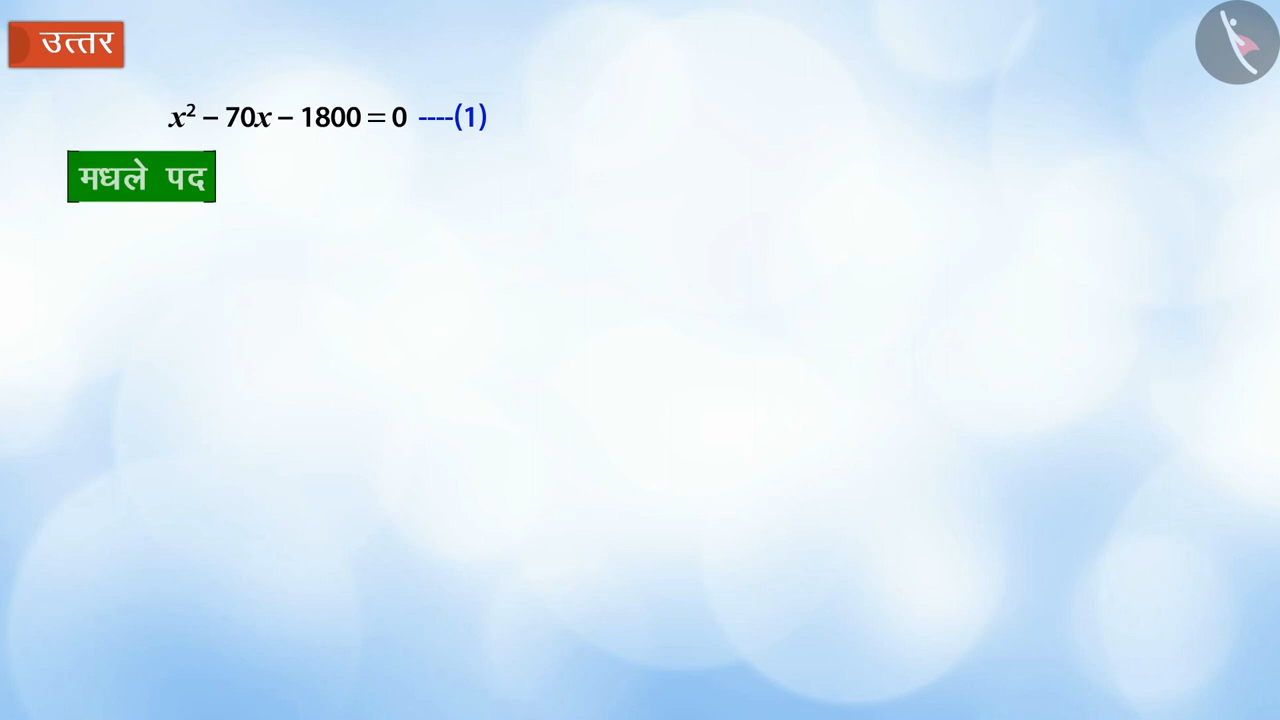 उत्तर
x² – 70x – 1800 = 0 ----(1)
मधले पद